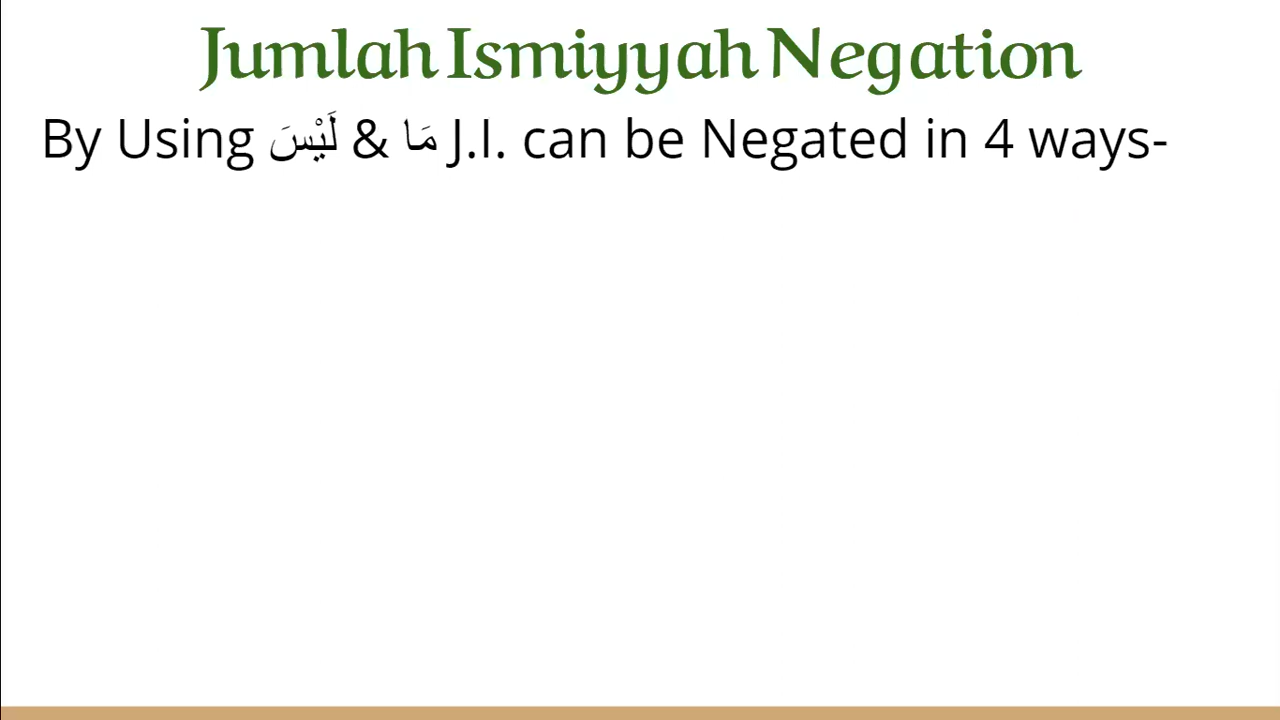 Jumlah Ismiyyah Negation
By Using لَيْسَ & مَا J.I. can be Negated in 4 ways-